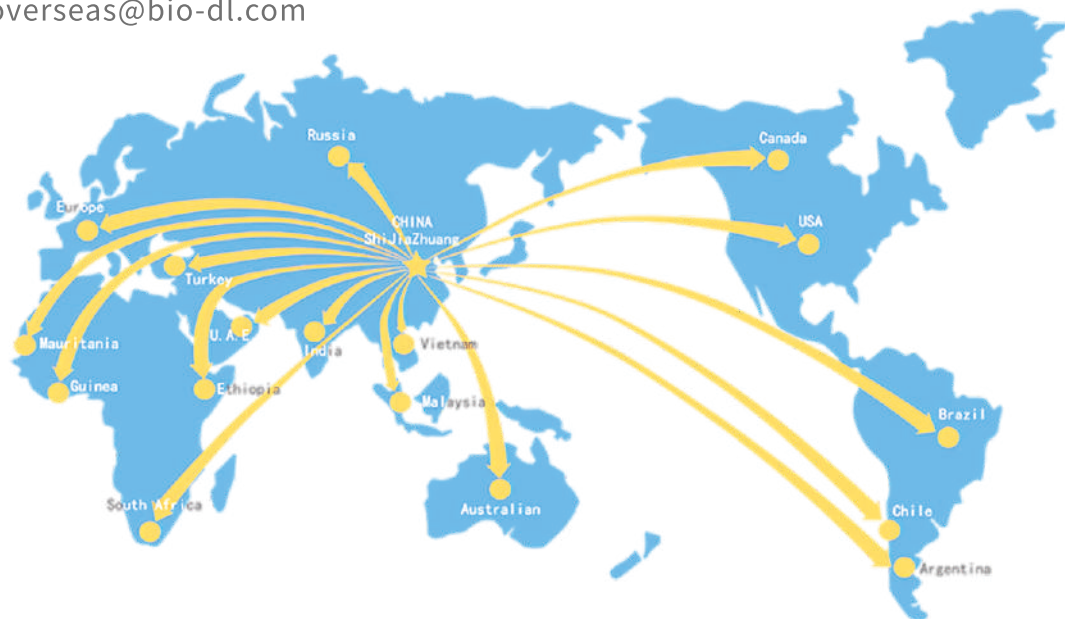 overseas@bio-dl.com
Russia
Canada
Europe
CHINA
USA
ShiJiaZhuang
Turkey
U.A.E
Mauritania
India
Vietnam
Guinea
Ethiopia
Malaysia
Brazil
South Africa
Australian
Chile
Argentina